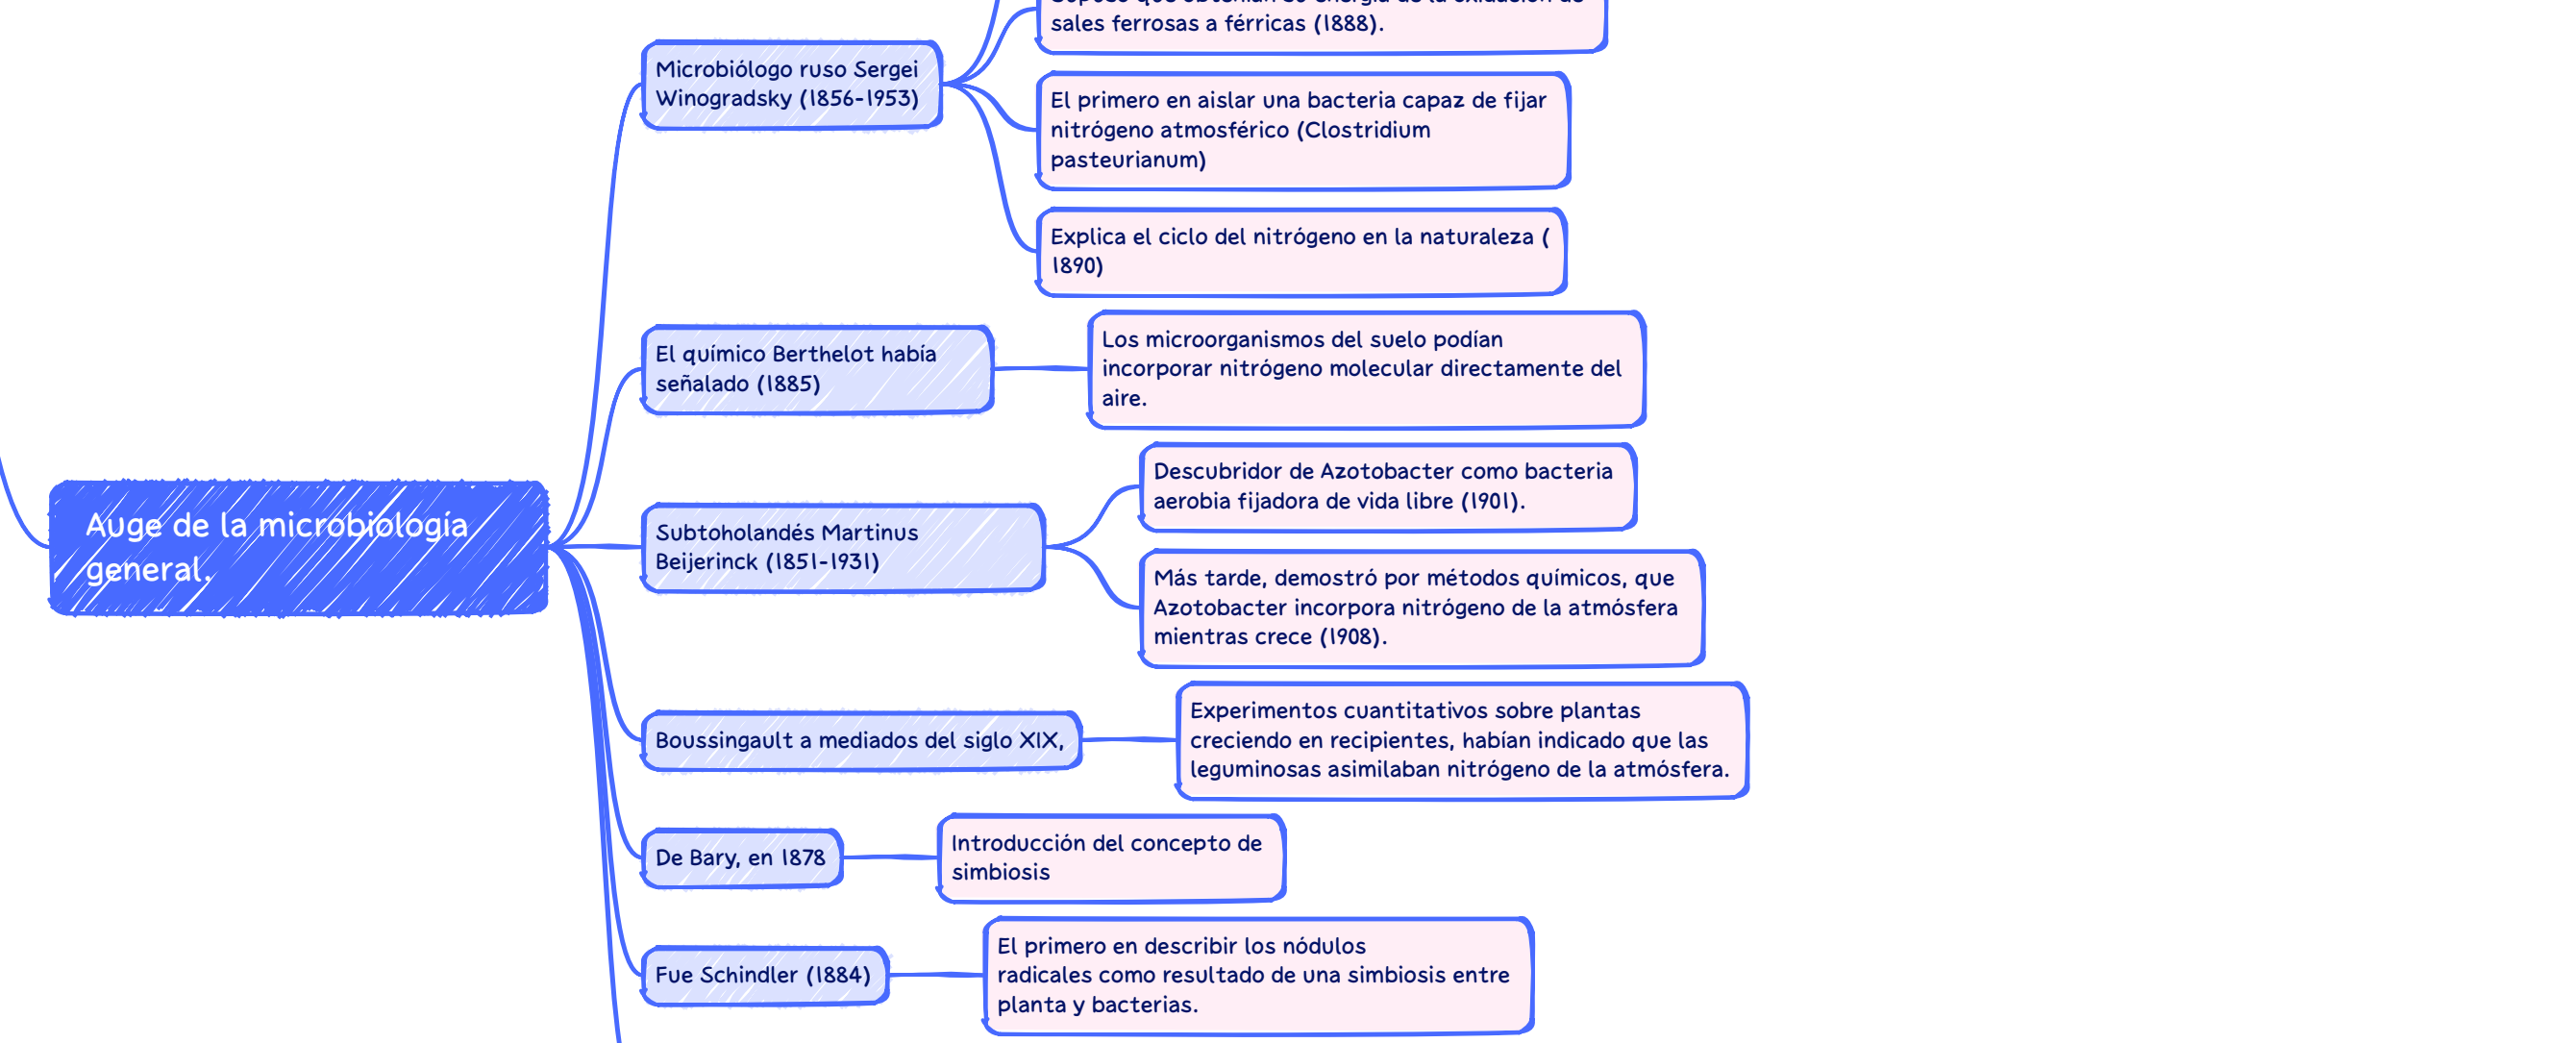 sales ferrosas a férricas (1888).
Microbiólogo ruso Sergei
Winogradsky (1856-1953)
El primero en aislar una bacteria capaz de fijar
nitrógeno atmosférico (Clostridium
pasteurianum)
Explica el ciclo del nitrógeno en la naturaleza (
1890)
El químico Berthelot había
señalado (1885)
Los microorganismos del suelo podían
incorporar nitrógeno molecular directamente del
aire.
Auge de la microbiología
general.
Subtoholandés Martinus
Beijerinck (1851-1931)
Descubridor de Azotobacter como bacteria
aerobia fijadora de vida libre (1901).
Más tarde, demostró por métodos químicos, que
Azotobacter incorpora nitrógeno de la atmósfera
mientras crece (1908).
Boussingault a mediados del siglo XIX,
Experimentos cuantitativos sobre plantas
creciendo en recipientes, habían indicado que las
leguminosas asimilaban nitrógeno de la atmósfera.
De Bary, en 1878
Introducción del concepto de
simbiosis
Fue Schindler (1884)
El primero en describir los nódulos
radicales como resultado de una simbiosis entre
planta y bacterias.